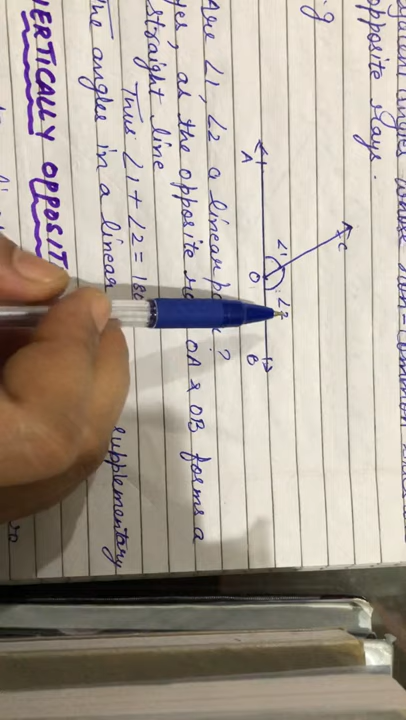 opposite rays.
g
C
∠1 ∠2
A O B
Are ∠1, ∠2 a linear pair?
Yes, as the opposite OA & OB forms a
straight line
Thus ∠1 + ∠2 = 180
The angles in a linear supplementary
VERTICALLY OPPOSIT